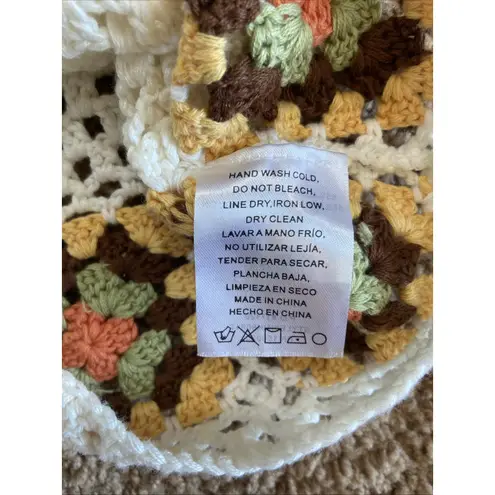 HAND WASH COLD,
DO NOT BLEACH,
LINE DRY,IRON LOW,
DRY CLEAN
LAVAR A MANO FRÍO,
NO UTILIZAR LEJÍA,
TENDER PARA SECAR,
PLANCHA BAJA,
LIMPIEZA EN SECO
MADE IN CHINA
HECHO EN CHINA